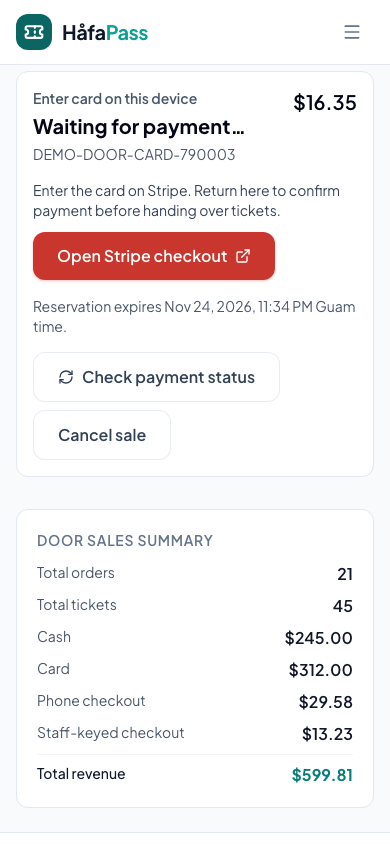 HåfaPass
Enter card on this device
$16.35
Waiting for payment…
DEMO-DOOR-CARD-790003
Enter the card on Stripe. Return here to confirm
payment before handing over tickets.
Open Stripe checkout
Reservation expires Nov 24, 2026, 11:34 PM Guam
time.
Check payment status
Cancel sale
DOOR SALES SUMMARY
Total orders 21
Total tickets 45
Cash $245.00
Card $312.00
Phone checkout $29.58
Staff-keyed checkout $13.23
Total revenue $599.81